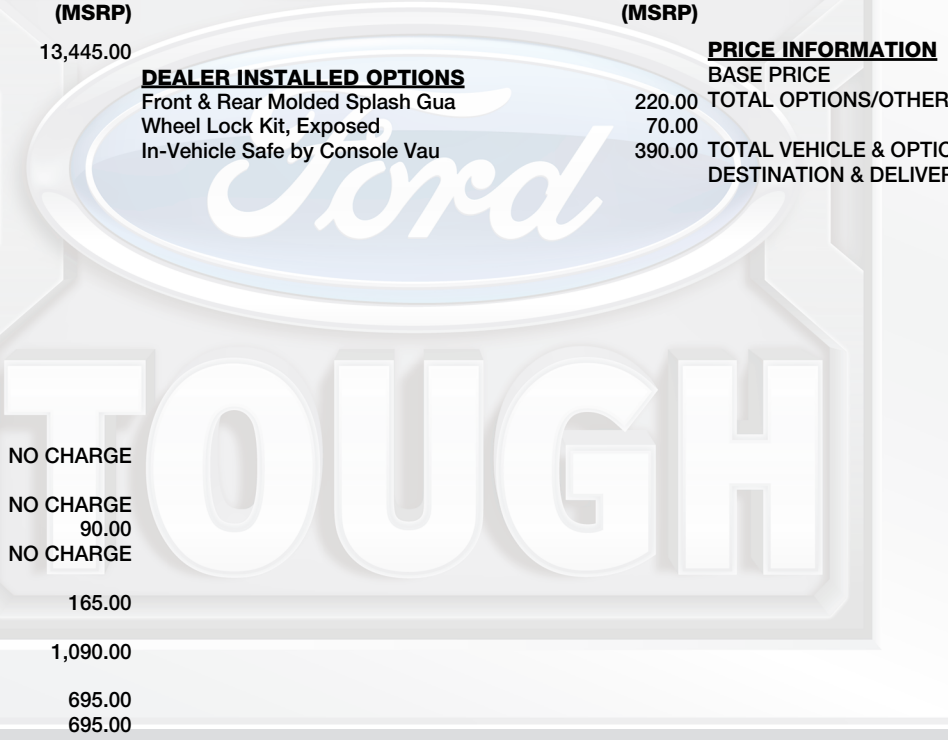 (MSRP)
13,445.00
NO CHARGE
NO CHARGE
90.00
NO CHARGE
165.00
1,090.00
695.00
695.00
(MSRP)
DEALER INSTALLED OPTIONS
Front & Rear Molded Splash Gua 220.00
Wheel Lock Kit, Exposed 70.00
In-Vehicle Safe by Console Vau 390.00
PRICE INFORMATION
BASE PRICE
TOTAL OPTIONS/OTHER
TOTAL VEHICLE & OPTIO
DESTINATION & DELIVER
Ford
TOUGH